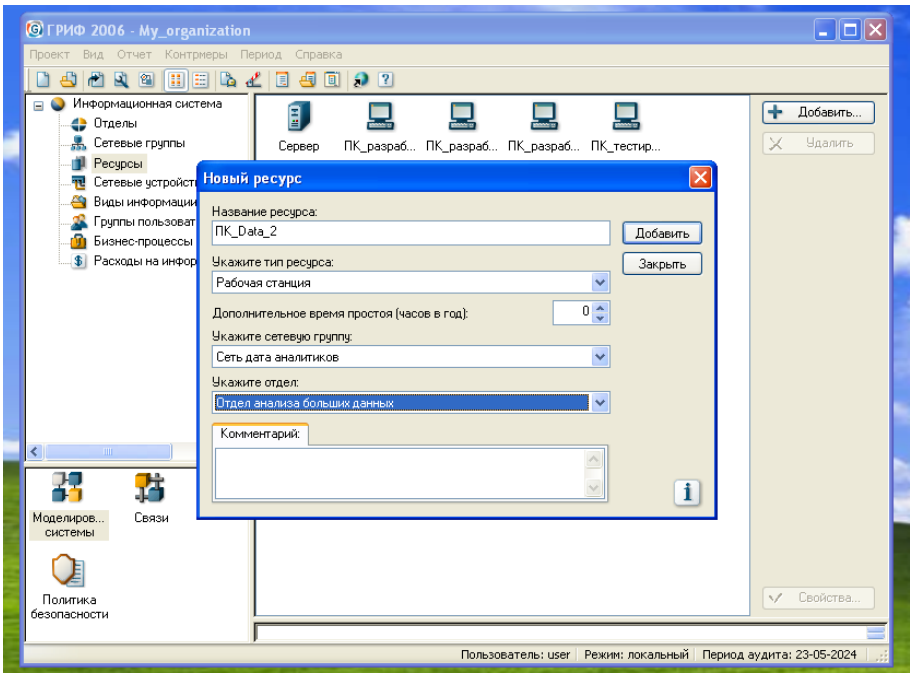 ГРИФ 2006 - My_organization
Проект Вид Отчет Контрмеры Период Справка
Информационная система
Отделы
Сетевые группы
Ресурсы
Сетевые устройст
Виды информации
Группы пользоват
Бизнес-процессы
Расходы на инфор
Сервер ПК_разраб... ПК_разраб... ПК_разраб... ПК_тестир...
Добавить...
Удалить
Новый ресурс
Название ресурса:
ПК_Data_2
Добавить
Укажите тип ресурса:
Закрыть
Рабочая станция
Дополнительное время простоя (часов в год):
0
Укажите сетевую группу:
Сеть дата аналитиков
Укажите отдел:
Отдел анализа больших данных
Комментарий:
Моделиров...
системы
Связи
Политика
безопасности
Свойства...
Пользователь: user Режим: локальный Период аудита: 23-05-2024